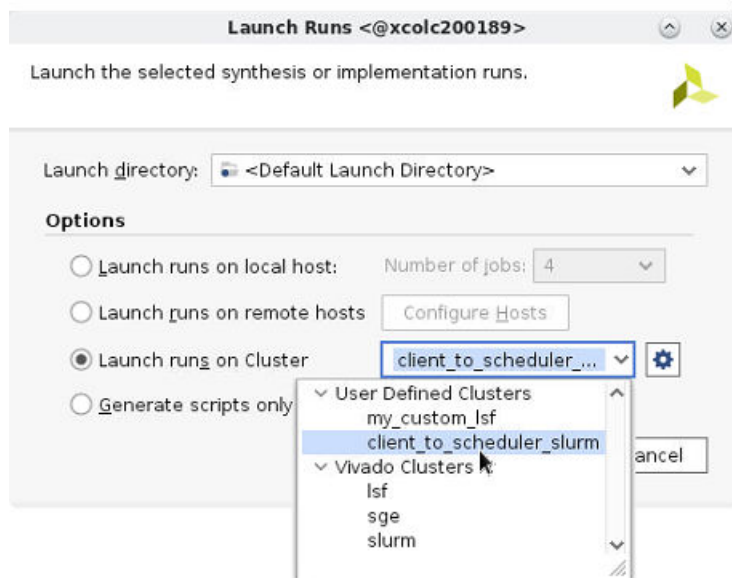 Launch Runs <@xcolc200189>
Launch the selected synthesis or implementation runs.
Launch directory: <Default Launch Directory>
Options
Launch runs on local host: Number of jobs: 4
Launch runs on remote hosts Configure Hosts
Launch runs on Cluster client_to_scheduler_...
Generate scripts only
User Defined Clusters
my_custom_lsf
client_to_scheduler_slurm
ancel
Vivado Clusters
lsf
sge
slurm